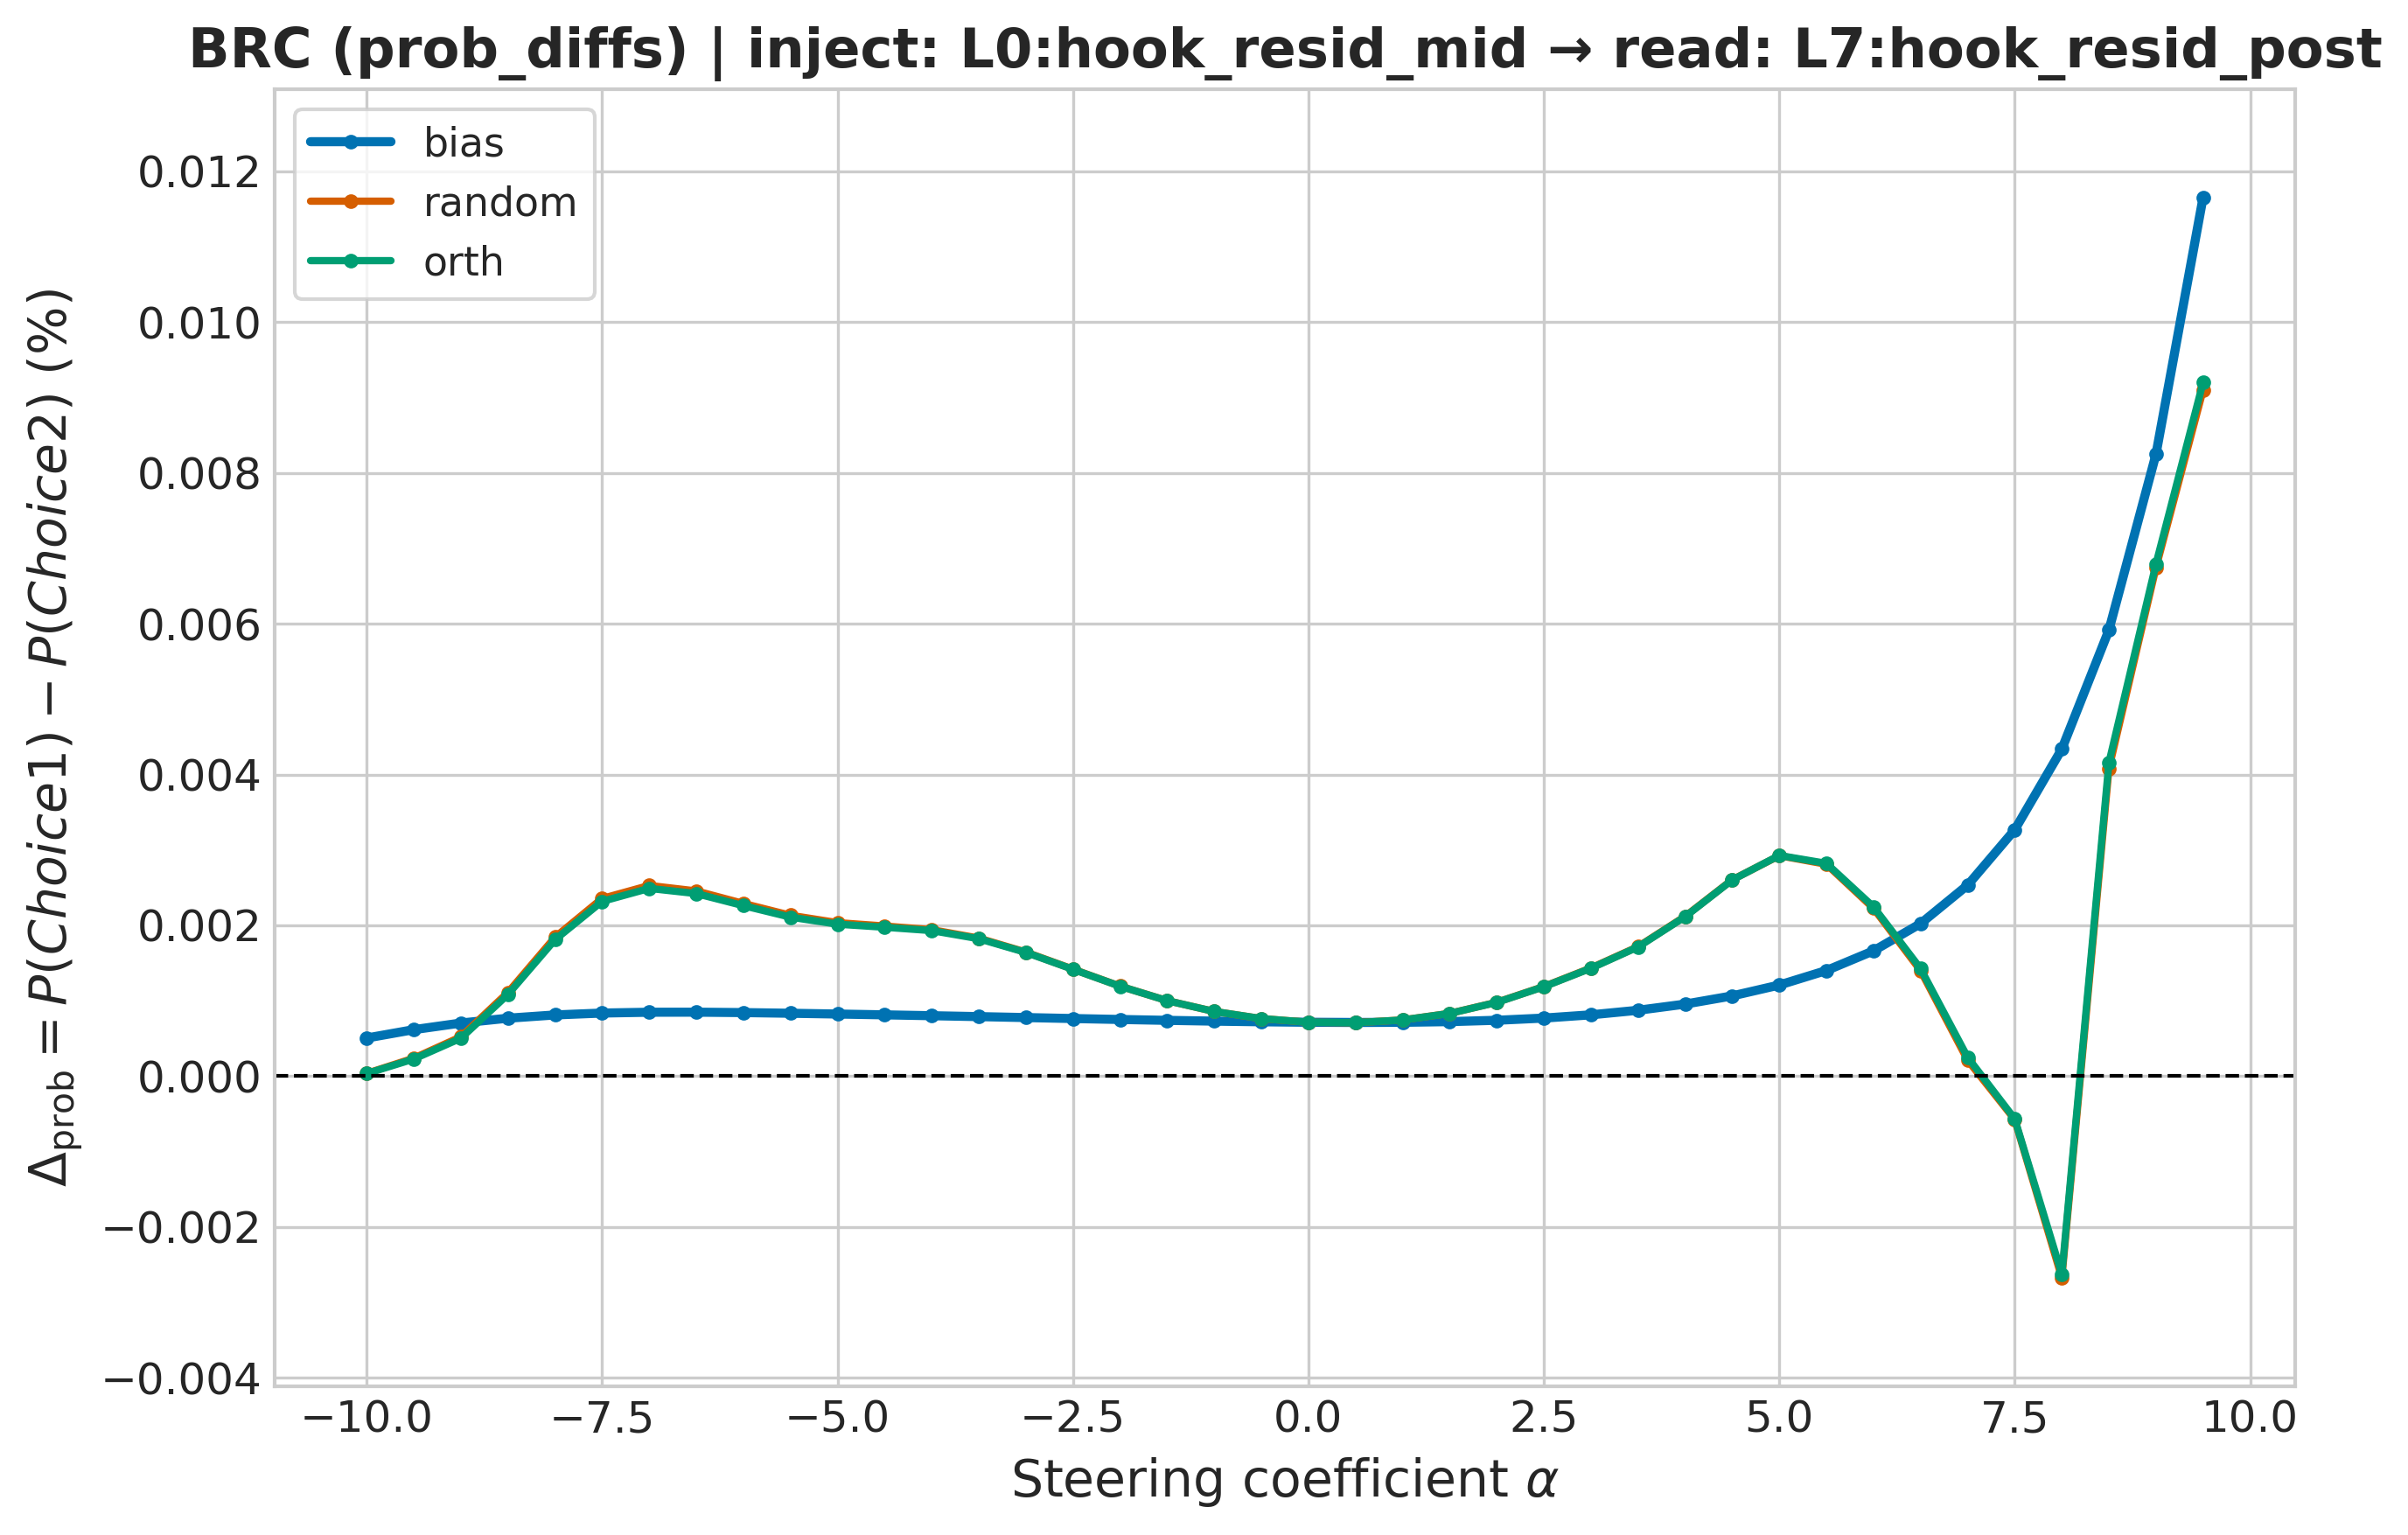 BRC (prob_diffs) | inject: L0:hook_resid_mid → read: L7:hook_resid_post
bias
random
orth
0.012
0.010
0.008
0.006
0.004
0.002
0.000
−0.002
−0.004
Δprob = P(Choice1) − P(Choice2) (%)
−10.0 −7.5 −5.0 −2.5 0.0 2.5 5.0 7.5 10.0
Steering coefficient α